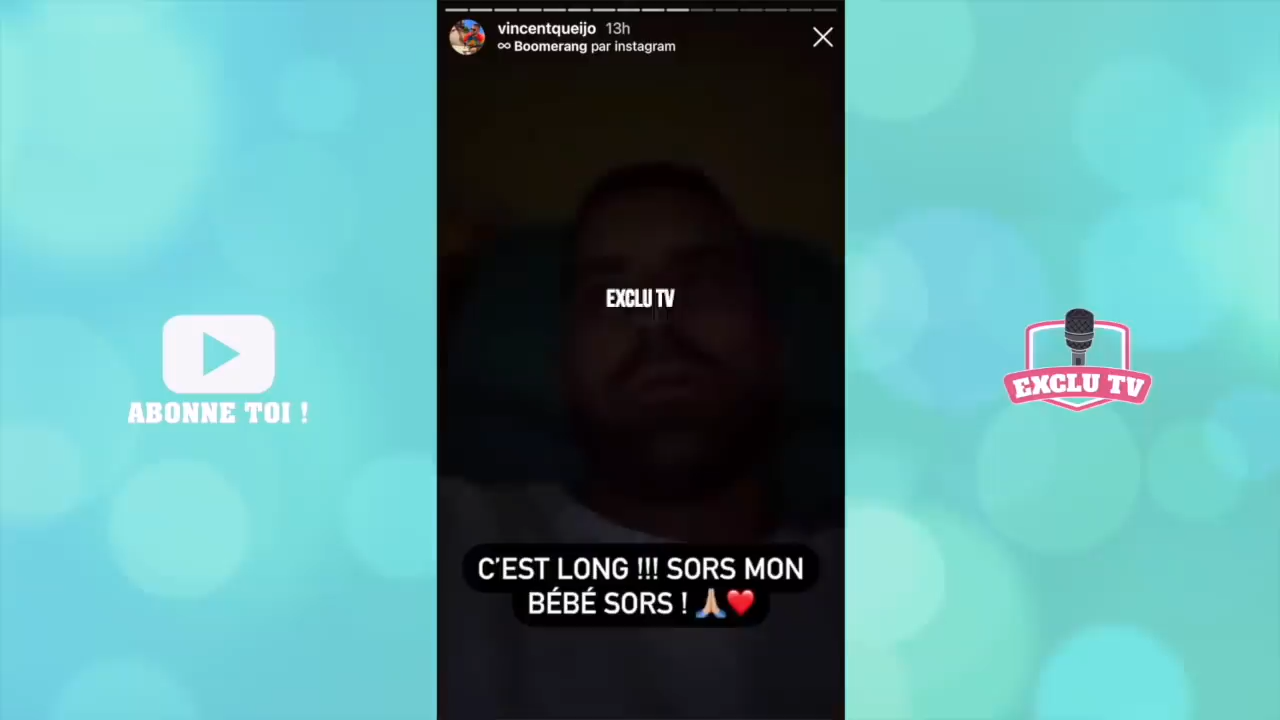 vincentqueijo 13h
∞ Boomerang par instagram
EXCLU TV
ABONNE TOI !
EXCLU TV
C'EST LONG !!! SORS MON
BÉBÉ SORS ! 🙏🏼❤️